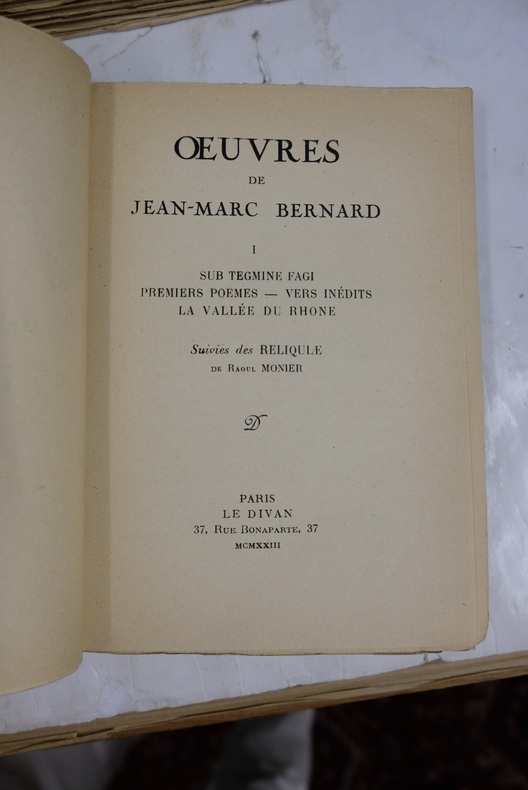 ŒUVRES
DE
JEAN-MARC BERNARD
I
SUB TEGMINE FAGI
PREMIERS POEMES — VERS INÉDITS
LA VALLÉE DU RHONE
Suivies des RELIQUIÆ
DE RAOUL MONIER
D
PARIS
LE DIVAN
37, RUE BONAPARTE, 37
MCMXXIII